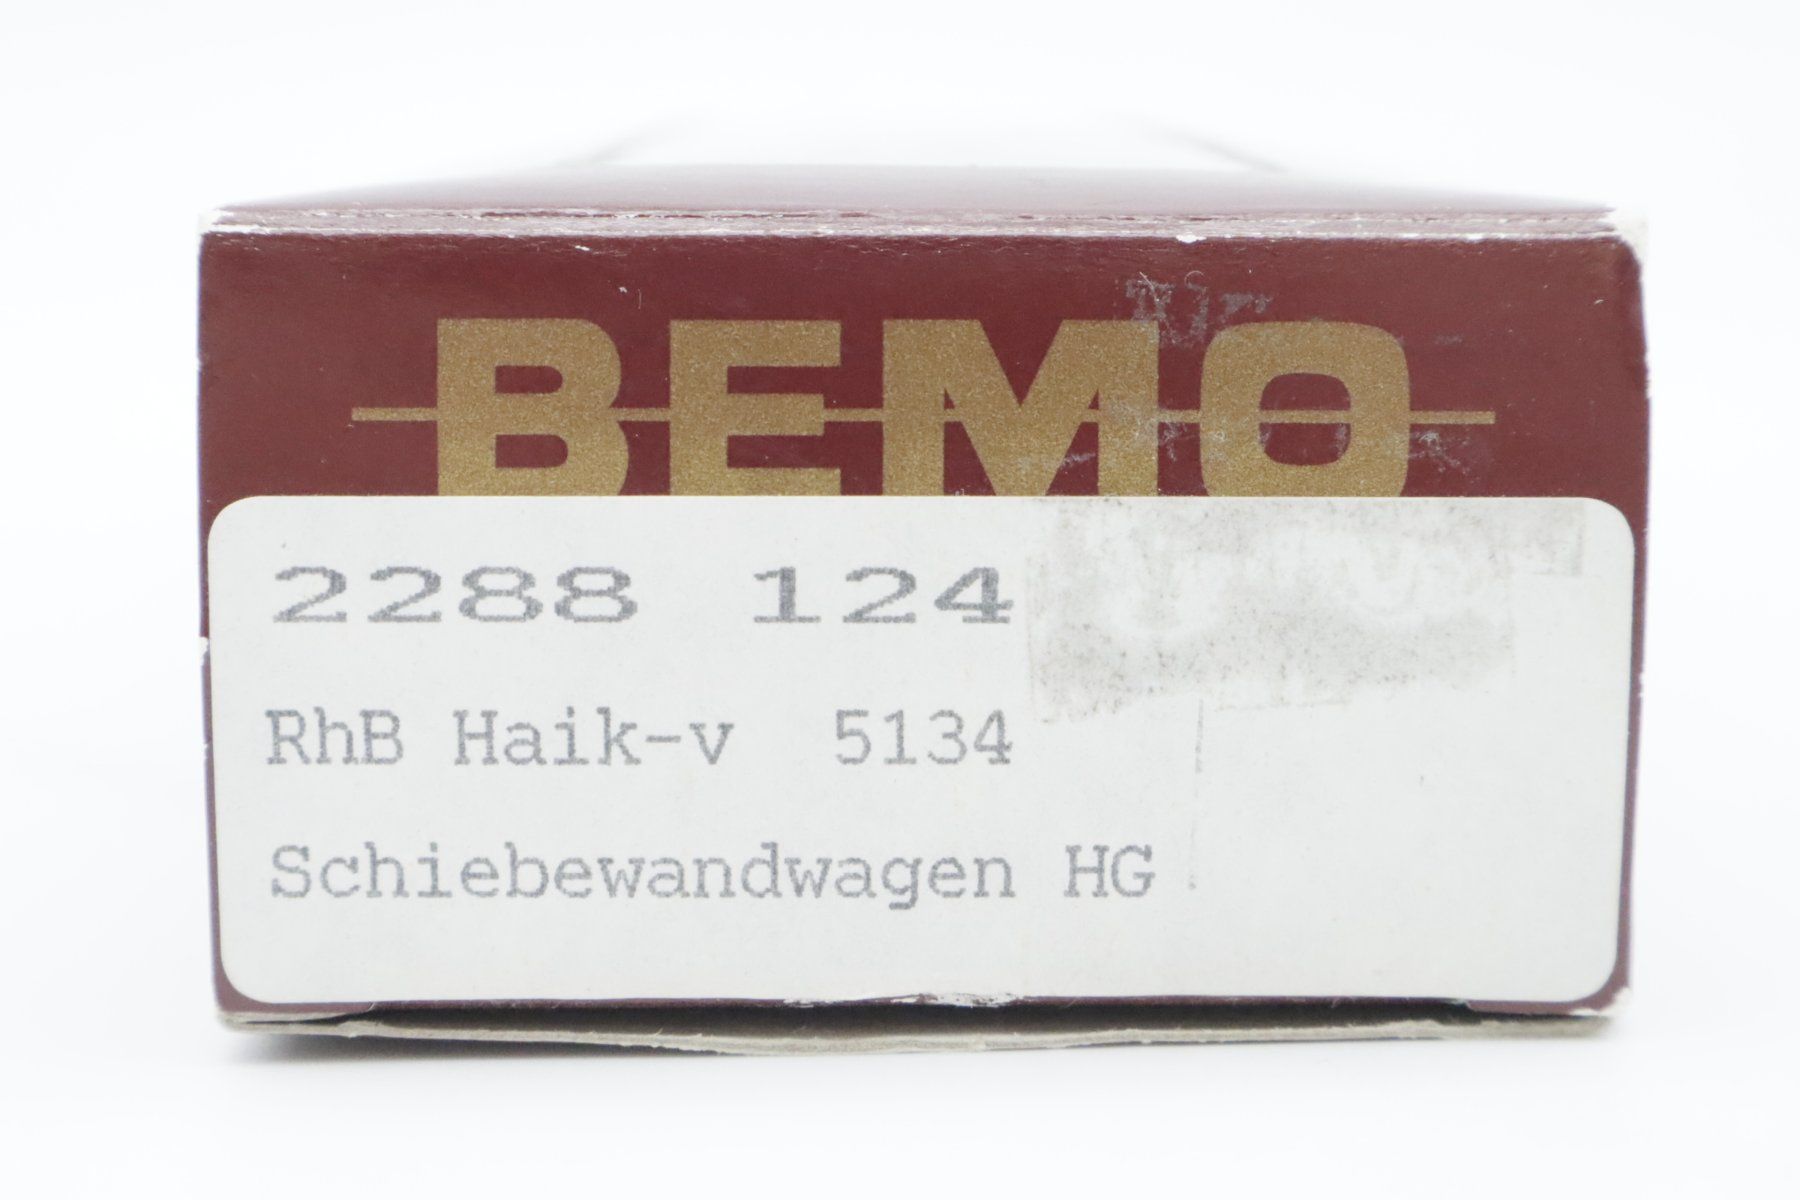 BEMO
2288 124
RhB Haik-v 5134
Schiebewandwagen HG